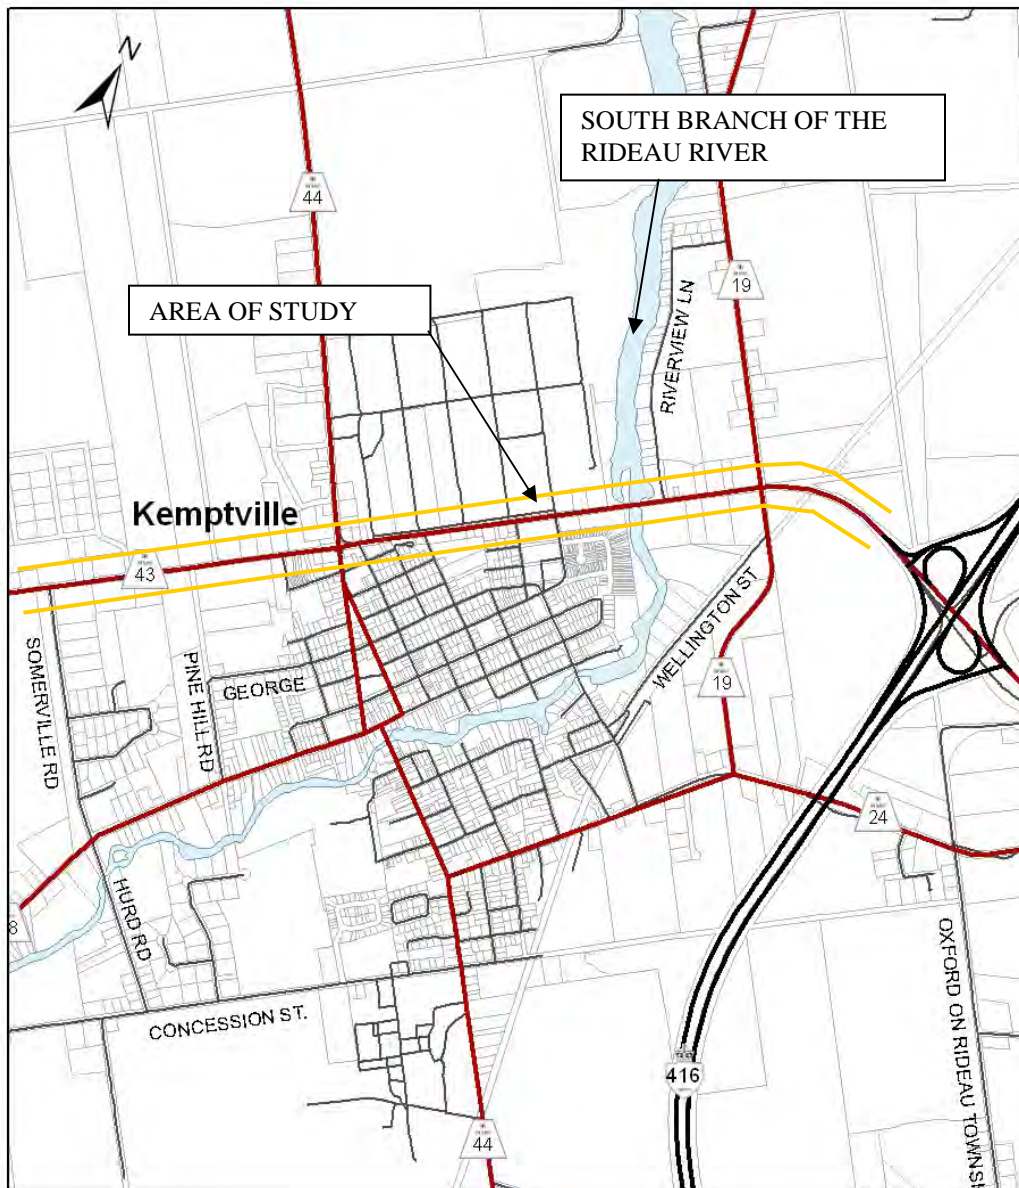 N
SOUTH BRANCH OF THE
RIDEAU RIVER
44
19
AREA OF STUDY
RIVERVIEW LN
Kemptville
43
SOMERVILLE RD
PINE HILL RD
GEORGE
WELLINGTON ST
19
24
8
HURD RD
CONCESSION ST.
OXFORD ON RIDEAU TOWNS
416
44